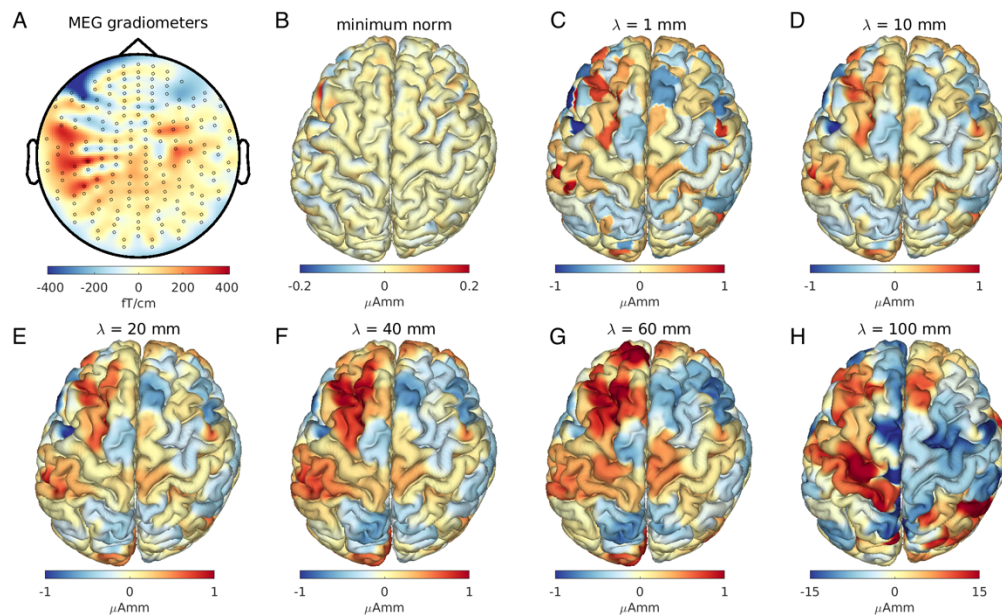 A MEG gradiometers
-400 -200 0 200 400
fT/cm
B minimum norm
-0.2 0 0.2
μAmm
C λ = 1 mm
-1 0 1
μAmm
D λ = 10 mm
-1 0 1
μAmm
E λ = 20 mm
-1 0 1
μAmm
F λ = 40 mm
-1 0 1
μAmm
G λ = 60 mm
-1 0 1
μAmm
H λ = 100 mm
-15 0 15
μAmm